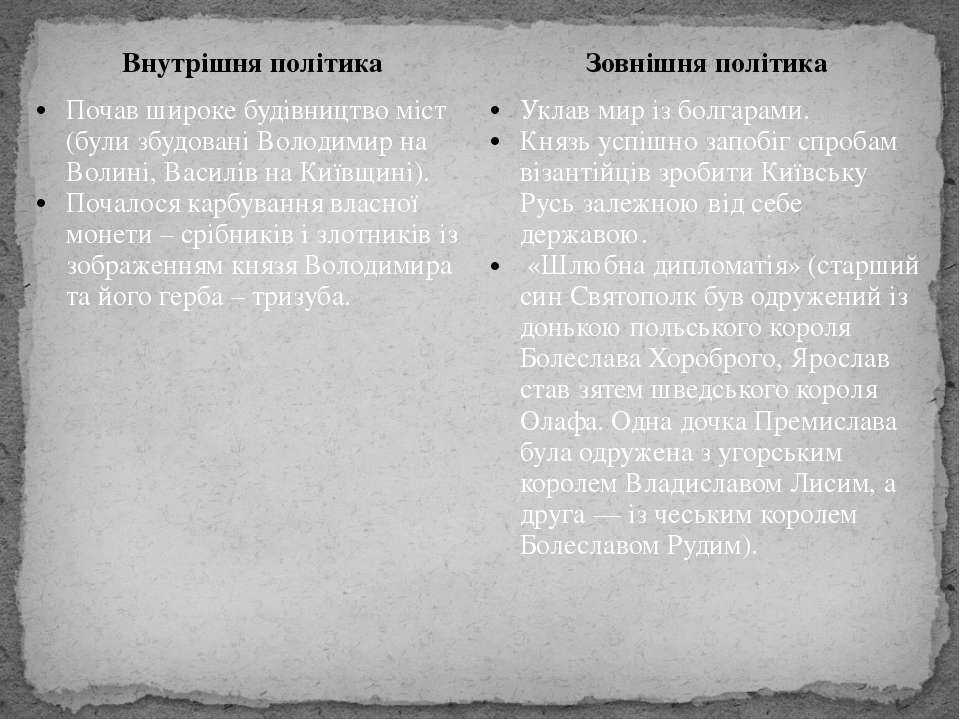 Внутрішня політика
Почав широке будівництво міст
(були збудовані Володимир на
Волині, Василів на Київщині).
Почалося карбування власної
монети – срібників і злотників із
зображенням князя Володимира
та його герба – тризуба.
Зовнішня політика
Уклав мир із болгарами.
Князь успішно запобіг спробам
візантійців зробити Київську
Русь залежною від себе
державою.
«Шлюбна дипломатія» (старший
син Святополк був одружений із
донькою польського короля
Болеслава Хороброго, Ярослав
став зятем шведського короля
Олафа. Одна дочка Премислава
була одружена з угорським
королем Владиславом Лисим, а
друга — із чеським королем
Болеславом Рудим).